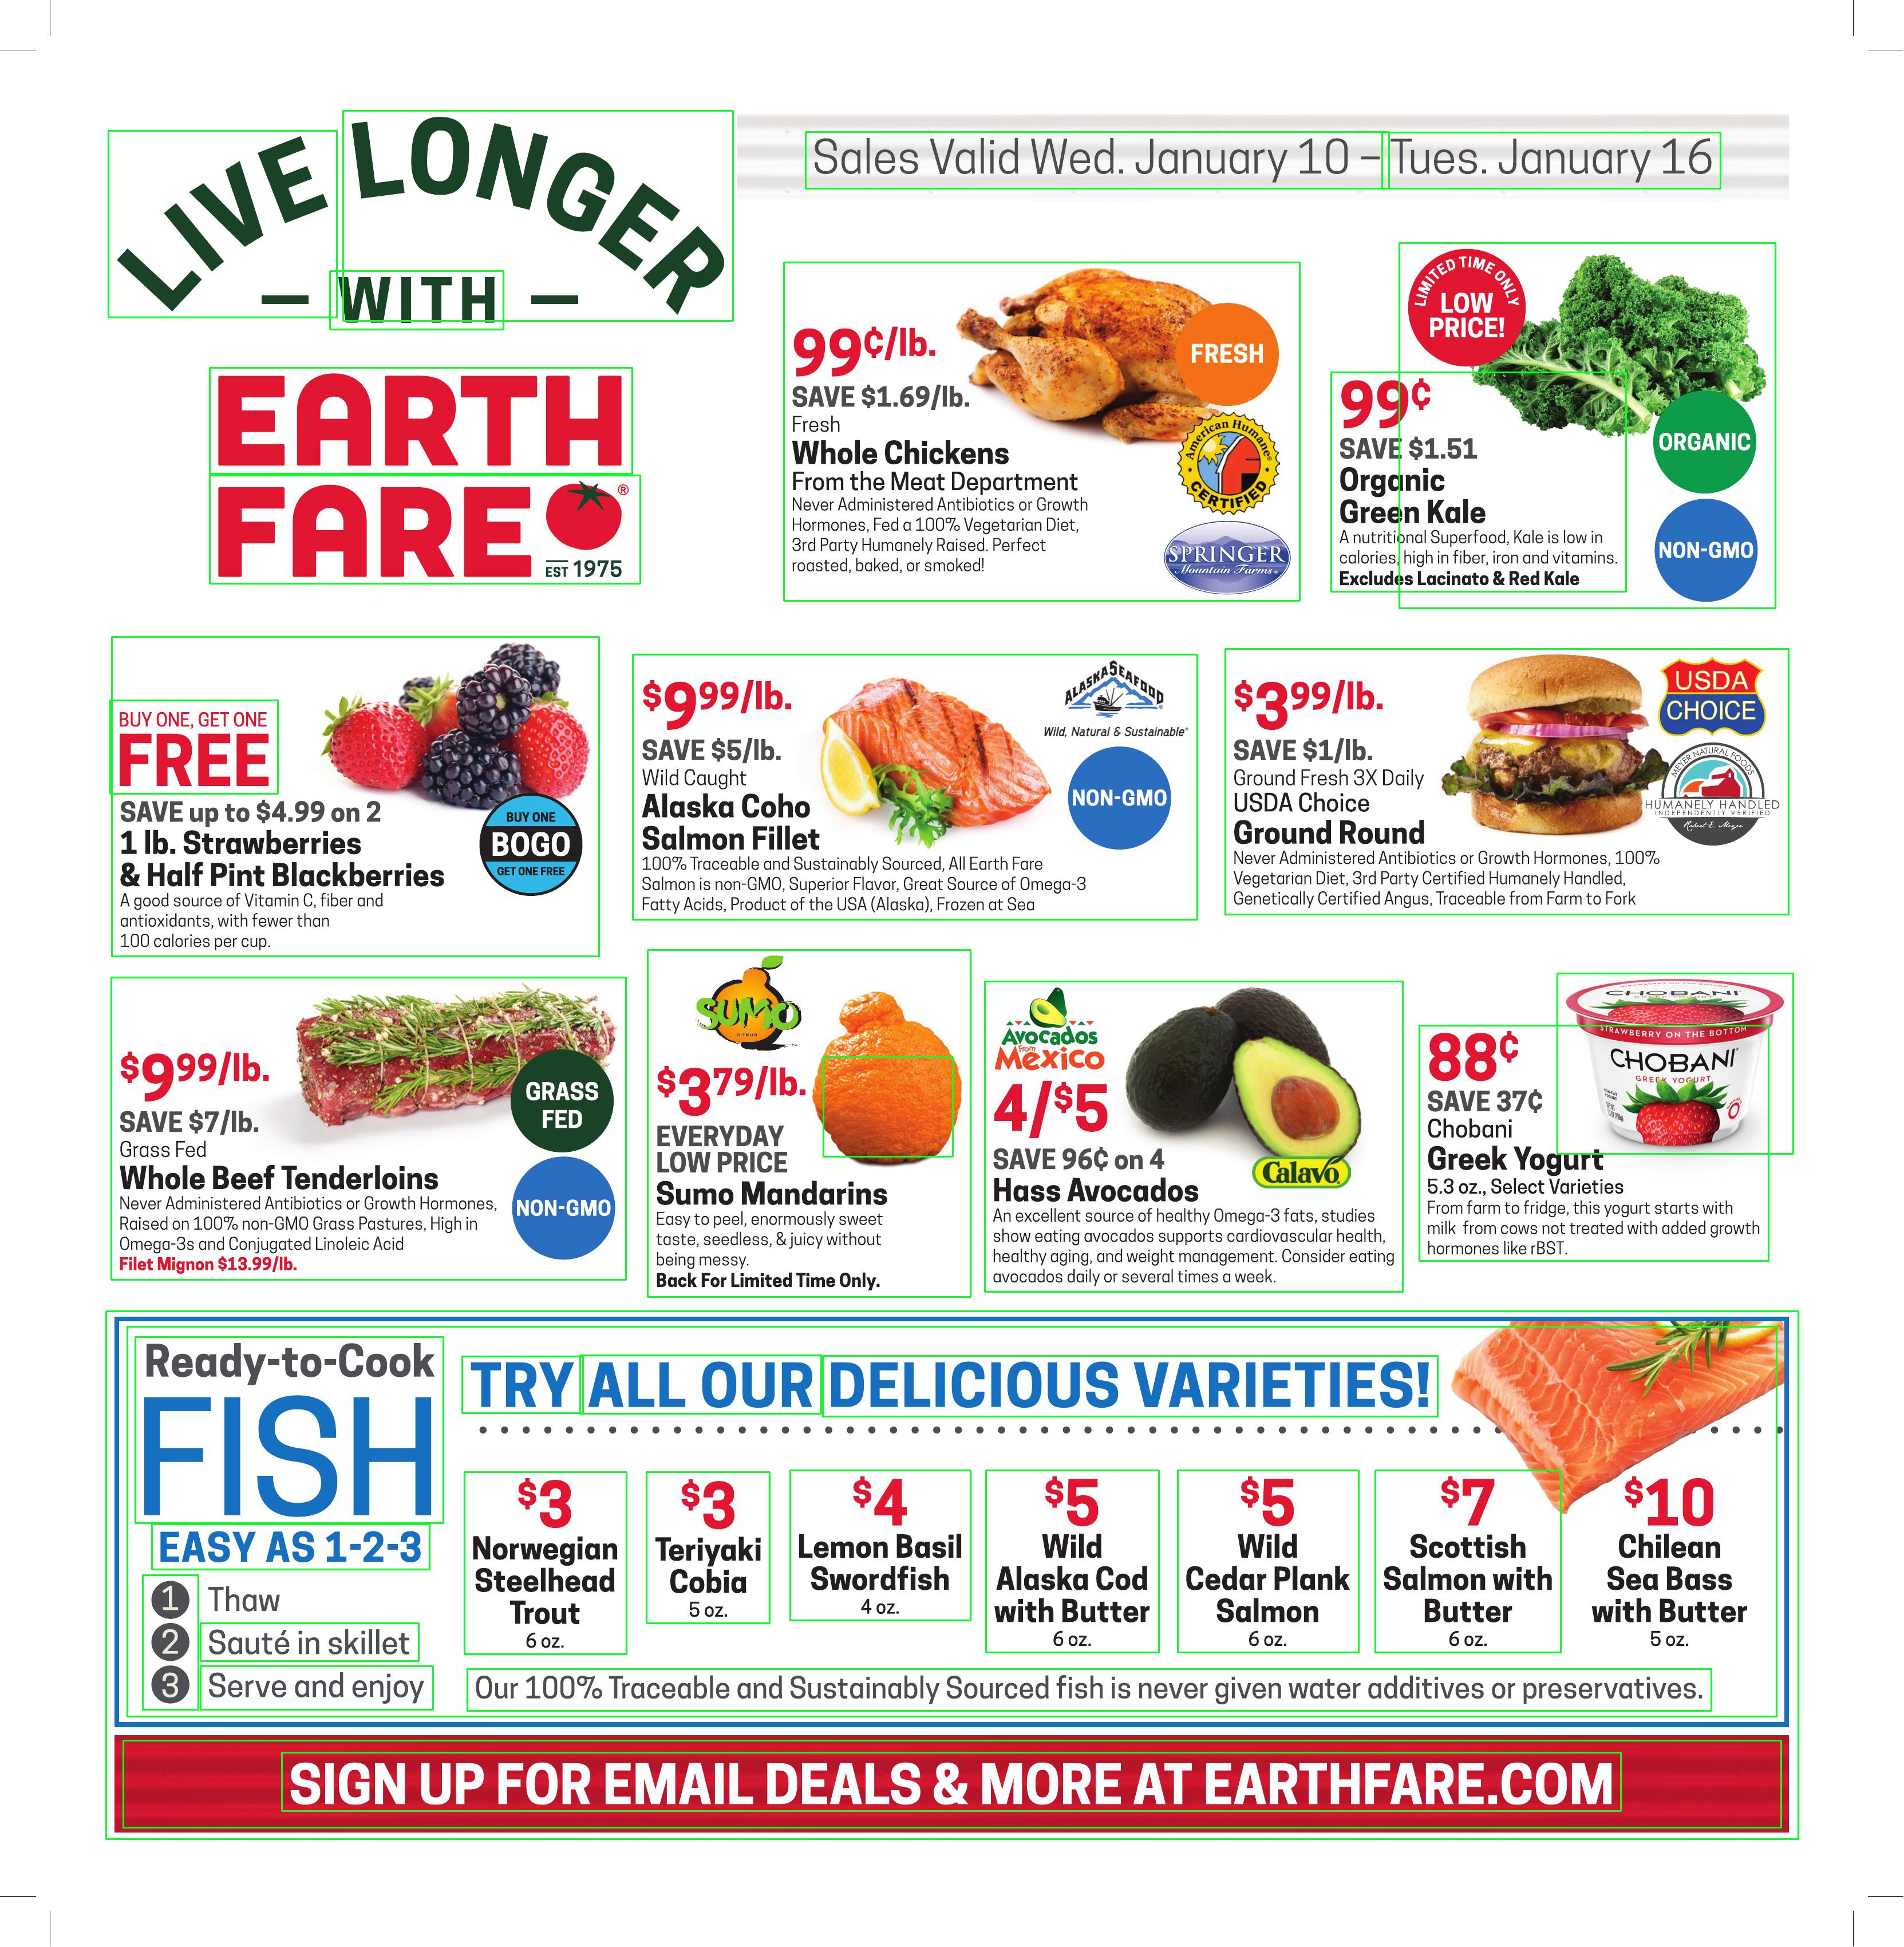 LIVE LONGER
— WITH —
EARTH
FARE®
EST 1975
Sales Valid Wed. January 10 – Tues. January 16
99¢/lb.
SAVE $1.69/lb.
Fresh
Whole Chickens
From the Meat Department
Never Administered Antibiotics or Growth
Hormones, Fed a 100% Vegetarian Diet,
3rd Party Humanely Raised. Perfect
roasted, baked, or smoked!
FRESH
American Humane®
CERTIFIED
SPRINGER
Mountain Farms®
LIMITED TIME ONLY
LOW
PRICE!
99¢
SAVE $1.51
Organic
Green Kale
A nutritional Superfood, Kale is low in
calories, high in fiber, iron and vitamins.
Excludes Lacinato & Red Kale
ORGANIC
NON-GMO
BUY ONE, GET ONE
FREE
SAVE up to $4.99 on 2
1 lb. Strawberries
& Half Pint Blackberries
A good source of Vitamin C, fiber and
antioxidants, with fewer than
100 calories per cup.
BUY ONE
BOGO
GET ONE FREE
$9.99/lb.
SAVE $5/lb.
Wild Caught
Alaska Coho
Salmon Fillet
100% Traceable and Sustainably Sourced, All Earth Fare
Salmon is non-GMO, Superior Flavor, Great Source of Omega-3
Fatty Acids, Product of the USA (Alaska), Frozen at Sea
ALASKA SEAFOOD
Wild, Natural & Sustainable®
NON-GMO
$3.99/lb.
SAVE $1/lb.
Ground Fresh 3X Daily
USDA Choice
Ground Round
Never Administered Antibiotics or Growth Hormones, 100%
Vegetarian Diet, 3rd Party Certified Humanely Handled,
Genetically Certified Angus, Traceable from Farm to Fork
USDA
CHOICE
MEYER NATURAL FOODS
HUMANELY HANDLED
INDEPENDENTLY VERIFIED
Robert E. Meyer
$9.99/lb.
SAVE $7/lb.
Grass Fed
Whole Beef Tenderloins
Never Administered Antibiotics or Growth Hormones,
Raised on 100% non-GMO Grass Pastures, High in
Omega-3s and Conjugated Linoleic Acid
Filet Mignon $13.99/lb.
GRASS
FED
NON-GMO
SUMO
CITRUS
$3.79/lb.
EVERYDAY
LOW PRICE
Sumo Mandarins
Easy to peel, enormously sweet
taste, seedless, & juicy without
being messy.
Back For Limited Time Only.
Avocados
from
Mexico
4/$5
SAVE 96¢ on 4
Hass Avocados
An excellent source of healthy Omega-3 fats, studies
show eating avocados supports cardiovascular health,
healthy aging, and weight management. Consider eating
avocados daily or several times a week.
Calavo
88¢
SAVE 37¢
Chobani
Greek Yogurt
5.3 oz., Select Varieties
From farm to fridge, this yogurt starts with
milk from cows not treated with added growth
hormones like rBST.
CHOBANI
STRAWBERRY ON THE BOTTOM
CHOBANI
GREEK YOGURT
Ready-to-Cook
FISH
EASY AS 1-2-3
1 Thaw
2 Sauté in skillet
3 Serve and enjoy
TRY ALL OUR DELICIOUS VARIETIES!
$3
Norwegian
Steelhead
Trout
6 oz.
$3
Teriyaki
Cobia
5 oz.
$4
Lemon Basil
Swordfish
4 oz.
$5
Wild
Alaska Cod
with Butter
6 oz.
$5
Wild
Cedar Plank
Salmon
6 oz.
$7
Scottish
Salmon with
Butter
6 oz.
$10
Chilean
Sea Bass
with Butter
5 oz.
Our 100% Traceable and Sustainably Sourced fish is never given water additives or preservatives.
SIGN UP FOR EMAIL DEALS & MORE AT EARTHFARE.COM